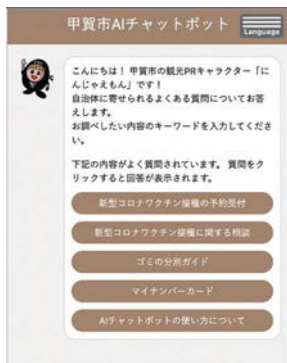 甲賀市AIチャットボット
Language
こんにちは！ 甲賀市の観光PRキャラクター「に
んじゃえもん」です！
自治体に寄せられるよくある質問についてお答
えします。
お調べしたい内容のキーワードを入力してくださ
い。
下記の内容がよく質問されています。 質問をク
リックすると回答が表示されます。
新型コロナワクチン接種の予約受付
新型コロナワクチン接種に関する相談
ゴミの分別ガイド
マイナンバーカード
AIチャットボットの使い方について